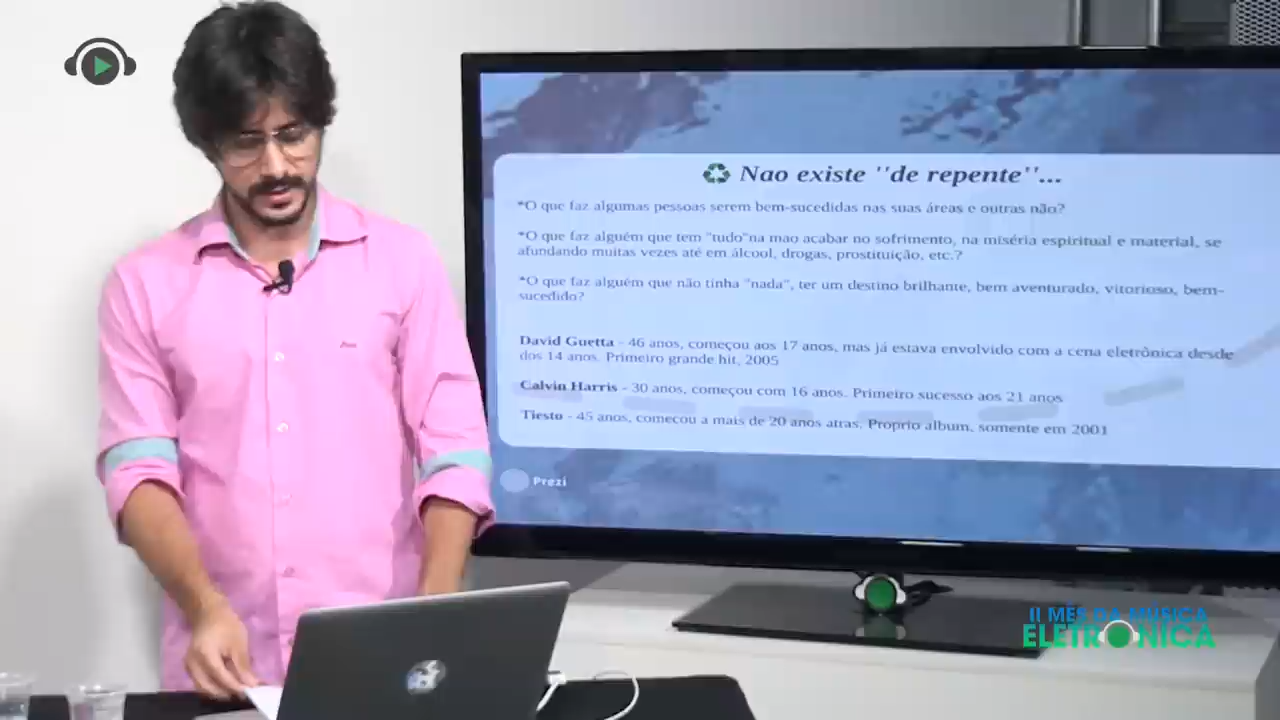 Nao existe ''de repente''...
*O que faz algumas pessoas serem bem-sucedidas nas suas áreas e outras não?
*O que faz alguém que tem "tudo"na mao acabar no sofrimento, na miséria espiritual e material, se
afundando muitas vezes até em álcool, drogas, prostituição, etc.?
*O que faz alguém que não tinha "nada", ter um destino brilhante, bem aventurado, vitorioso, bem-
sucedido?
David Guetta - 46 anos, começou aos 17 anos, mas já estava envolvido com a cena eletrônica desde
dos 14 anos. Primeiro grande hit, 2005
Calvin Harris - 30 anos, começou com 16 anos. Primeiro sucesso aos 21 anos
Tiesto - 45 anos, começou a mais de 20 anos atras. Proprio album, somente em 2001
Prezi
II MÊS DA MÚSICA
ELETRÔNICA